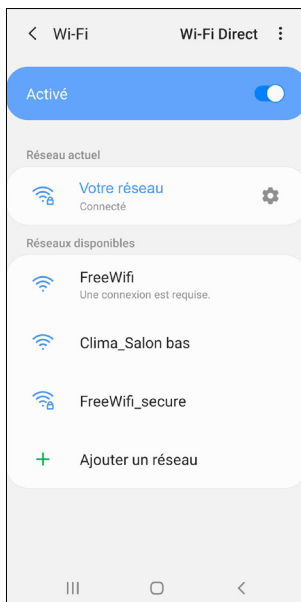 Wi-Fi Wi-Fi Direct
Activé
Réseau actuel
Votre réseau
Connecté
Réseaux disponibles
FreeWifi
Une connexion est requise.
Clima_Salon bas
FreeWifi_secure
Ajouter un réseau